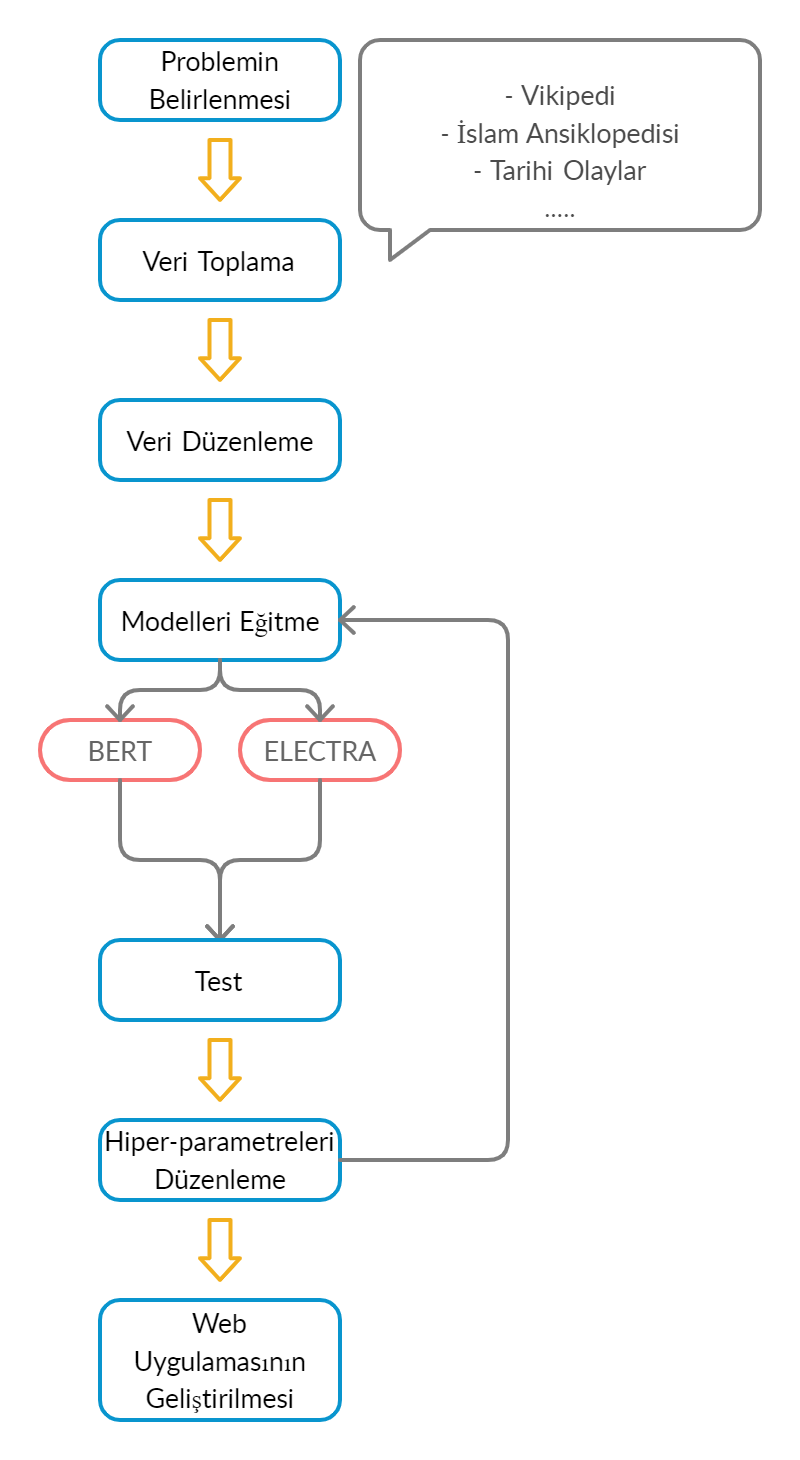 Problemin
Belirlenmesi
- Vikipedi
- İslam Ansiklopedisi
- Tarihi Olaylar
.....
Veri Toplama
Veri Düzenleme
Modelleri Eğitme
BERT
ELECTRA
Test
Hiper-parametreleri
Düzenleme
Web
Uygulamasının
Geliştirilmesi